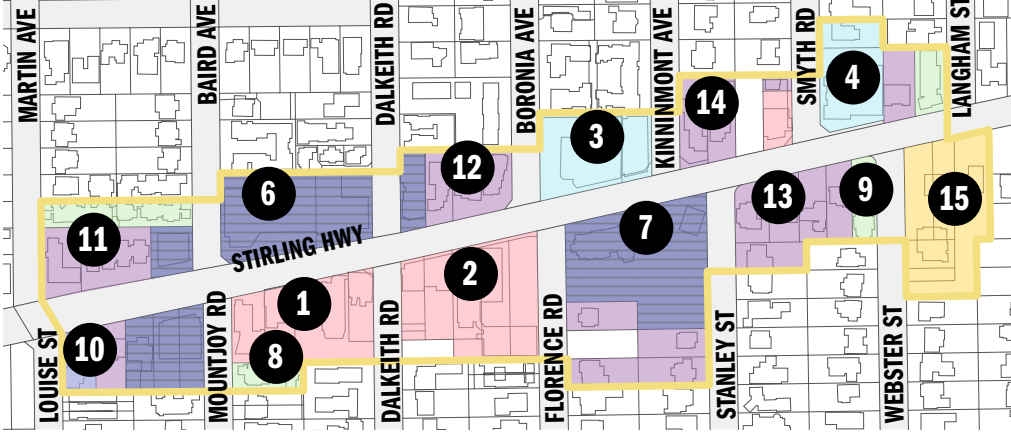 MARTIN AVE
BAIRD AVE
DALKEITH RD
BORONIA AVE
KINNINMONT AVE
SMYTH RD
LANGHAM ST
4
14
3
12
6
9
13
15
7
11
STIRLING HWY
2
1
10
8
LOUISE ST
MOUNTJOY RD
DALKEITH RD
FLORENCE RD
STANLEY ST
WEBSTER ST